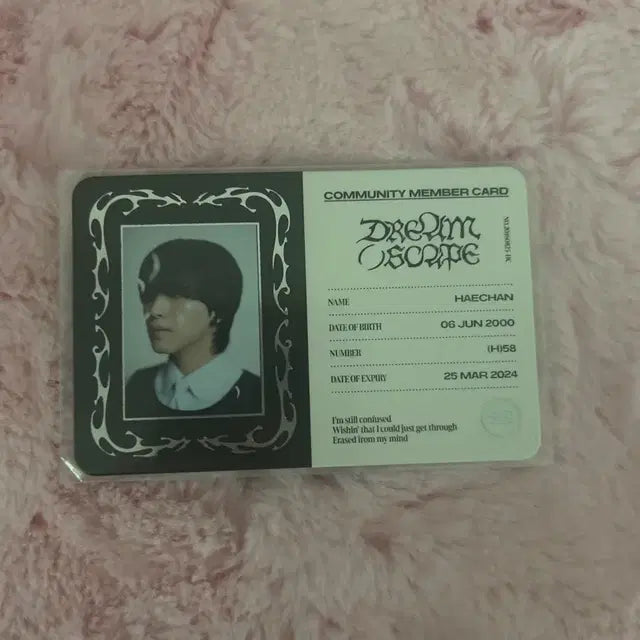 COMMUNITY MEMBER CARD
DREAM
SCAPE
NAME HAECHAN
DATE OF BIRTH 06 JUN 2000
NUMBER (H)58
DATE OF EXPIRY 25 MAR 2024
I'm still confused
Wishin' that I could just get through
Erased from my mind